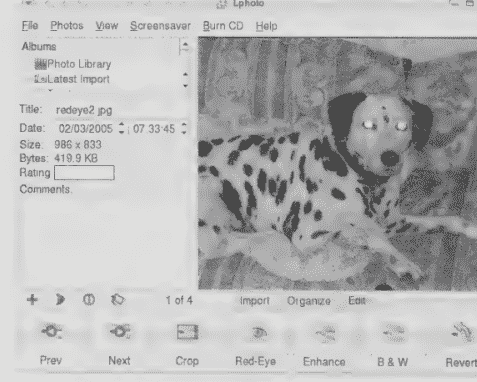 Lphoto
File Photos View Screensaver Burn CD Help
Albums
Photo Library
Latest Import
Title: redeye2 jpg
Date: 02/03/2005 : 07 33:45
Size: 986 x 833
Bytes: 419.9 KB
Rating
Comments.
1 of 4 Import Organize Edit
Prev Next Crop Red-Eye Enhance B & W Revert